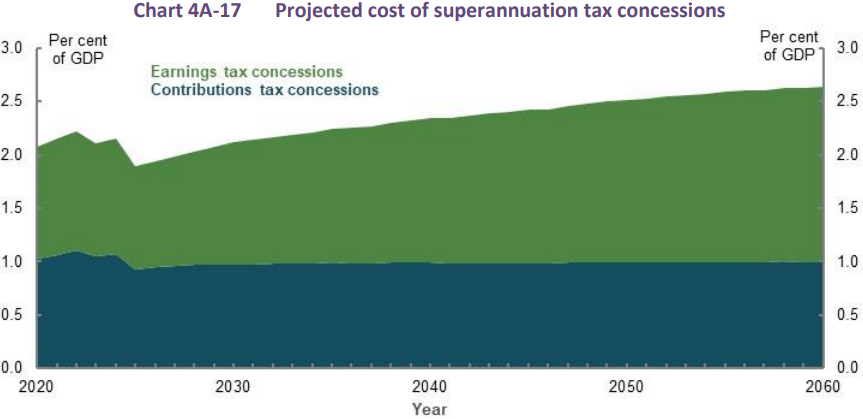 Chart 4A-17 Projected cost of superannuation tax concessions
Per cent
of GDP
Per cent
of GDP
Earnings tax concessions
Contributions tax concessions
3.0
2.5
2.0
1.5
1.0
0.5
0.0
3.0
2.5
2.0
1.5
1.0
0.5
0.0
2020 2030 2040 2050 2060
Year